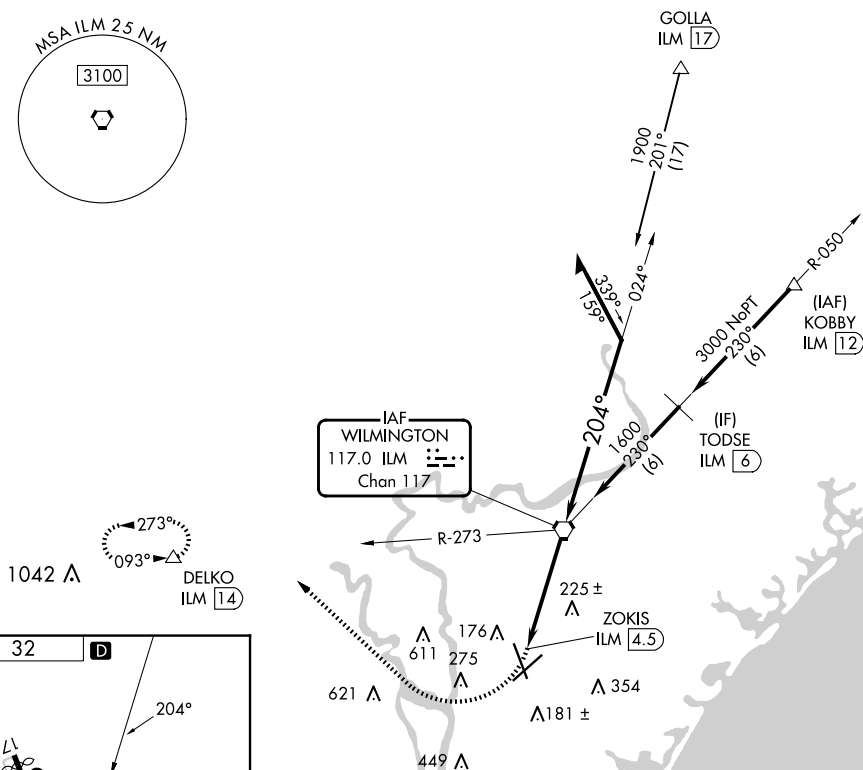 MSA ILM 25 NM
3100
GOLLA
ILM 17
1900
201°
(17)
339°
159°
024°
R-050
(IAF)
KOBBY
ILM 12
3000 NoPT
230°
(6)
204°
(IF)
TODSE
ILM 6
1600
230°
(6)
IAF
WILMINGTON
117.0 ILM
Chan 117
R-273
273°
093°
DELKO
ILM 14
1042
225 ±
ZOKIS
ILM 4.5
176
611
275
621
354
181 ±
449
32
D
204°
17